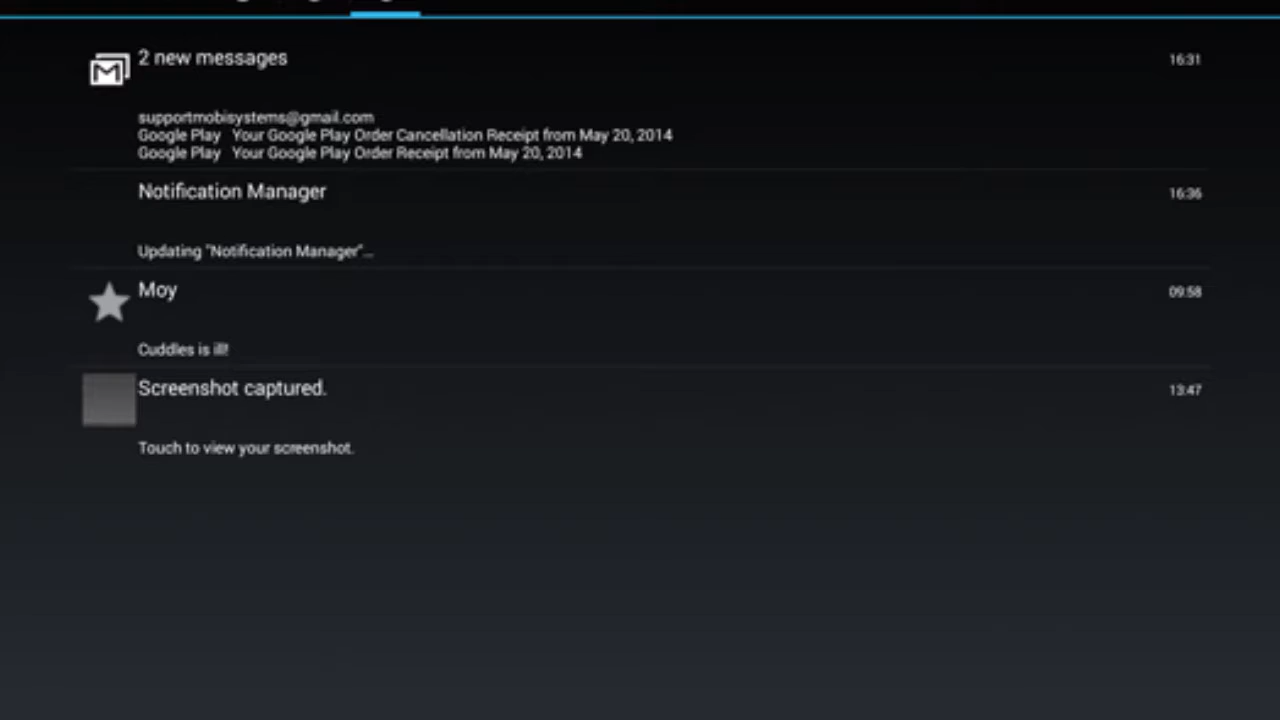 2 new messages
16:31
supportmobisystems@gmail.com
Google Play Your Google Play Order Cancellation Receipt from May 20, 2014
Google Play Your Google Play Order Receipt from May 20, 2014
Notification Manager
16:36
Updating "Notification Manager"...
Moy
09:58
Cuddles is ill!
Screenshot captured.
13:47
Touch to view your screenshot.